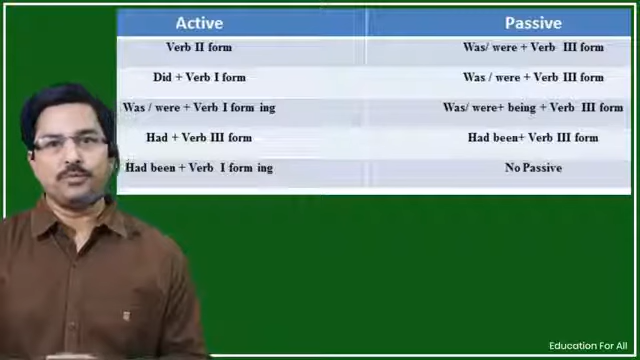 Active Passive
Verb II form Was/ were + Verb III form
Did + Verb I form Was / were + Verb III form
Was / were + Verb I form ing Was/ were+ being + Verb III form
Had + Verb III form Had been+ Verb III form
Had been + Verb I form ing No Passive
Education For All